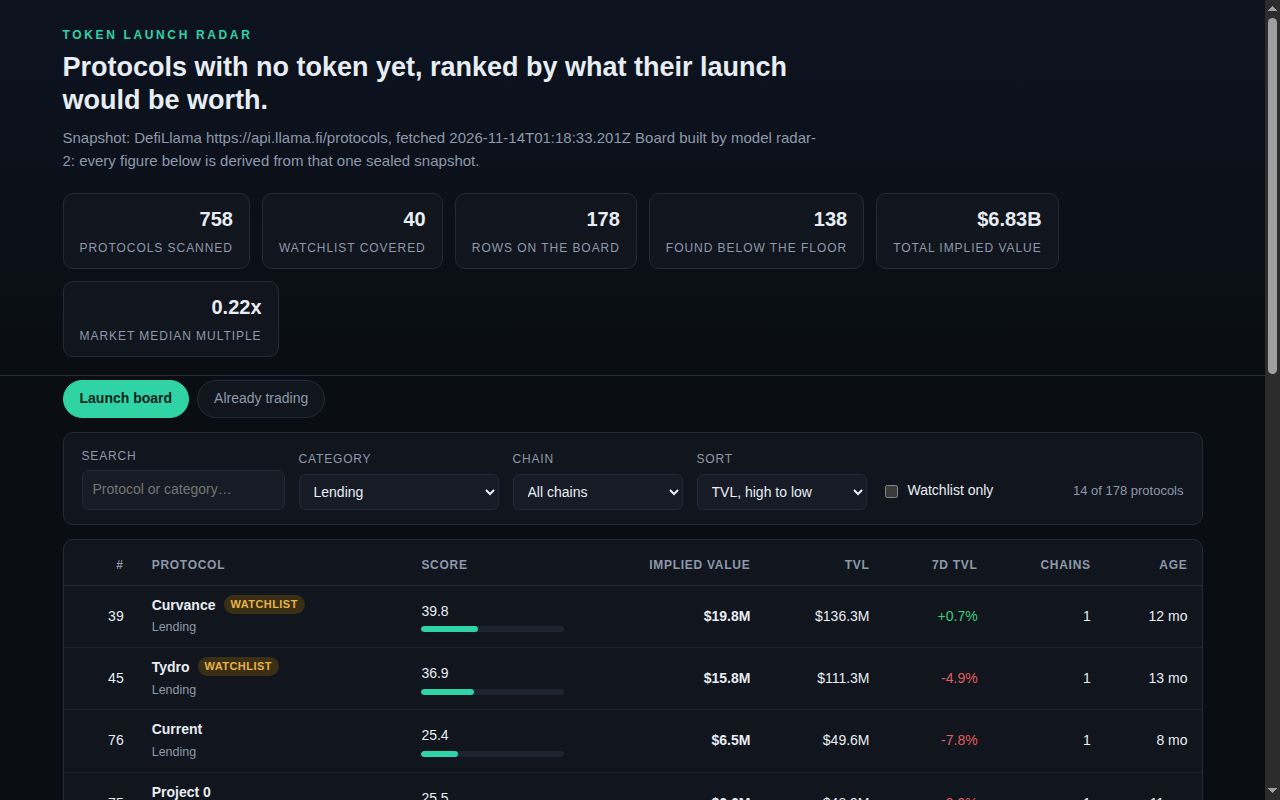 TOKEN LAUNCH RADAR
Protocols with no token yet, ranked by what their launch
would be worth.
Snapshot: DefiLlama https://api.llama.fi/protocols, fetched 2026-11-14T01:18:33.201Z Board built by model radar-
2: every figure below is derived from that one sealed snapshot.
758
PROTOCOLS SCANNED
40
WATCHLIST COVERED
178
ROWS ON THE BOARD
138
FOUND BELOW THE FLOOR
$6.83B
TOTAL IMPLIED VALUE
0.22x
MARKET MEDIAN MULTIPLE
Launch board Already trading
SEARCH CATEGORY CHAIN SORT
Protocol or category… Lending All chains TVL, high to low Watchlist only 14 of 178 protocols
# PROTOCOL SCORE IMPLIED VALUE TVL 7D TVL CHAINS AGE
39 Curvance WATCHLIST 39.8 $19.8M $136.3M +0.7% 1 12 mo
Lending
45 Tydro WATCHLIST 36.9 $15.8M $111.3M -4.9% 1 13 mo
Lending
76 Current 25.4 $6.5M $49.6M -7.8% 1 8 mo
Lending
Project 0 25.5